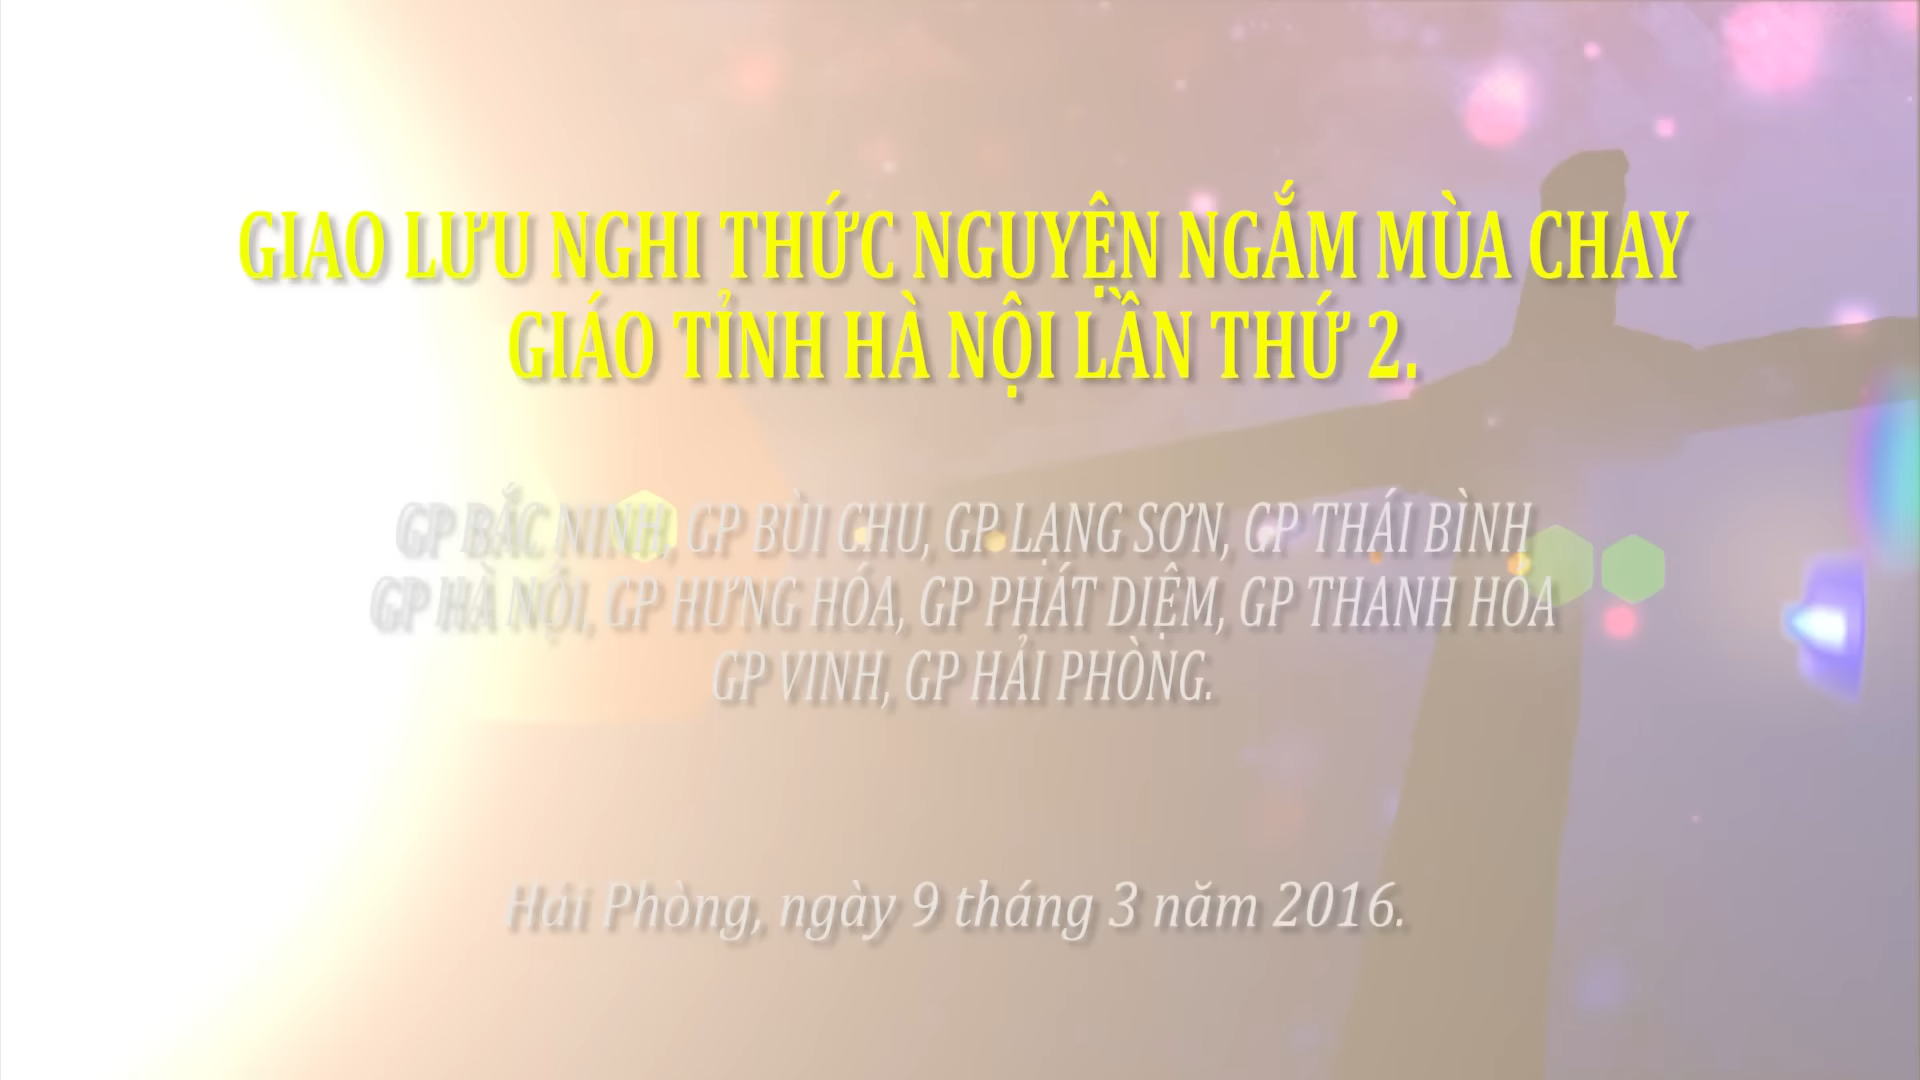 GIAO LƯU NGHI THỨC NGUYỆN NGẮM MÙA CHAY
GIÁO TỈNH HÀ NỘI LẦN THỨ 2.
GP BẮC NINH, GP BÙI CHU, GP LẠNG SƠN, GP THÁI BÌNH
GP HÀ NỘI, GP HƯNG HÓA, GP PHÁT DIỆM, GP THANH HÓA
GP VINH, GP HẢI PHÒNG.
Hải Phòng, ngày 9 tháng 3 năm 2016.